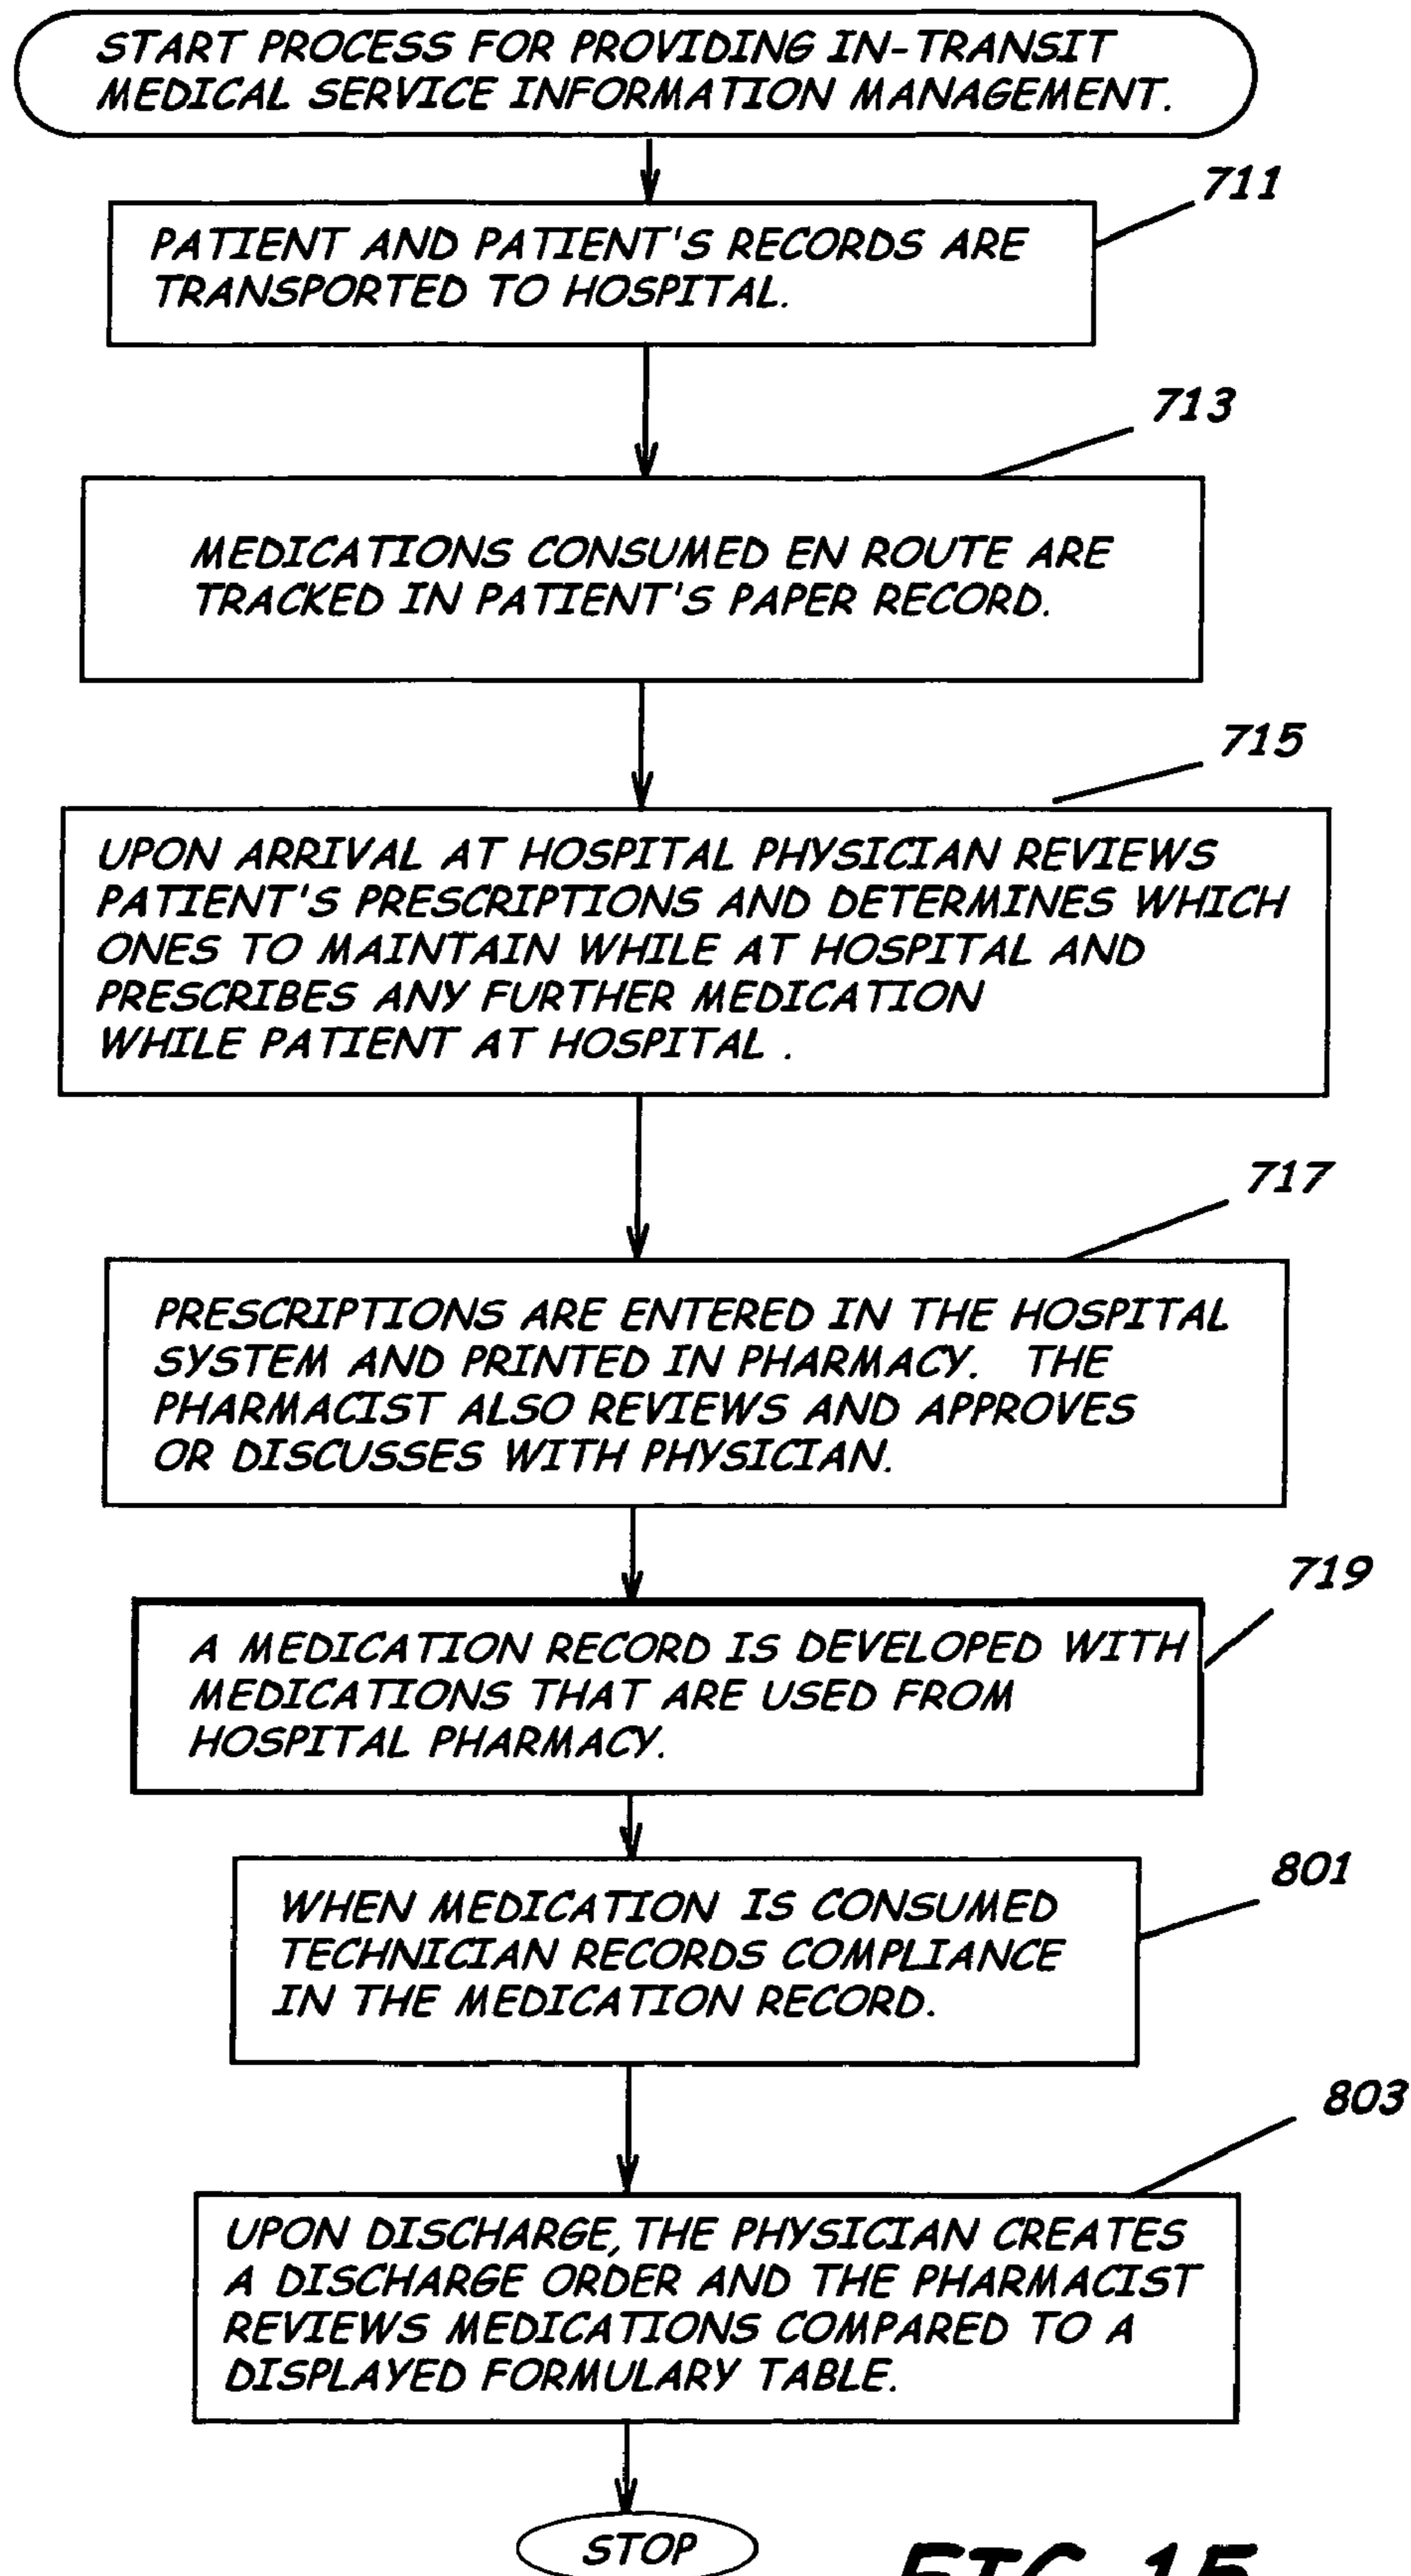 START PROCESS FOR PROVIDING IN-TRANSIT
MEDICAL SERVICE INFORMATION MANAGEMENT.
711
PATIENT AND PATIENT'S RECORDS ARE
TRANSPORTED TO HOSPITAL.
713
MEDICATIONS CONSUMED EN ROUTE ARE
TRACKED IN PATIENT'S PAPER RECORD.
715
UPON ARRIVAL AT HOSPITAL PHYSICIAN REVIEWS
PATIENT'S PRESCRIPTIONS AND DETERMINES WHICH
ONES TO MAINTAIN WHILE AT HOSPITAL AND
PRESCRIBES ANY FURTHER MEDICATION
WHILE PATIENT AT HOSPITAL .
717
PRESCRIPTIONS ARE ENTERED IN THE HOSPITAL
SYSTEM AND PRINTED IN PHARMACY. THE
PHARMACIST ALSO REVIEWS AND APPROVES
OR DISCUSSES WITH PHYSICIAN.
719
A MEDICATION RECORD IS DEVELOPED WITH
MEDICATIONS THAT ARE USED FROM
HOSPITAL PHARMACY.
801
WHEN MEDICATION IS CONSUMED
TECHNICIAN RECORDS COMPLIANCE
IN THE MEDICATION RECORD.
803
UPON DISCHARGE, THE PHYSICIAN CREATES
A DISCHARGE ORDER AND THE PHARMACIST
REVIEWS MEDICATIONS COMPARED TO A
DISPLAYED FORMULARY TABLE.
STOP
FIG. 15